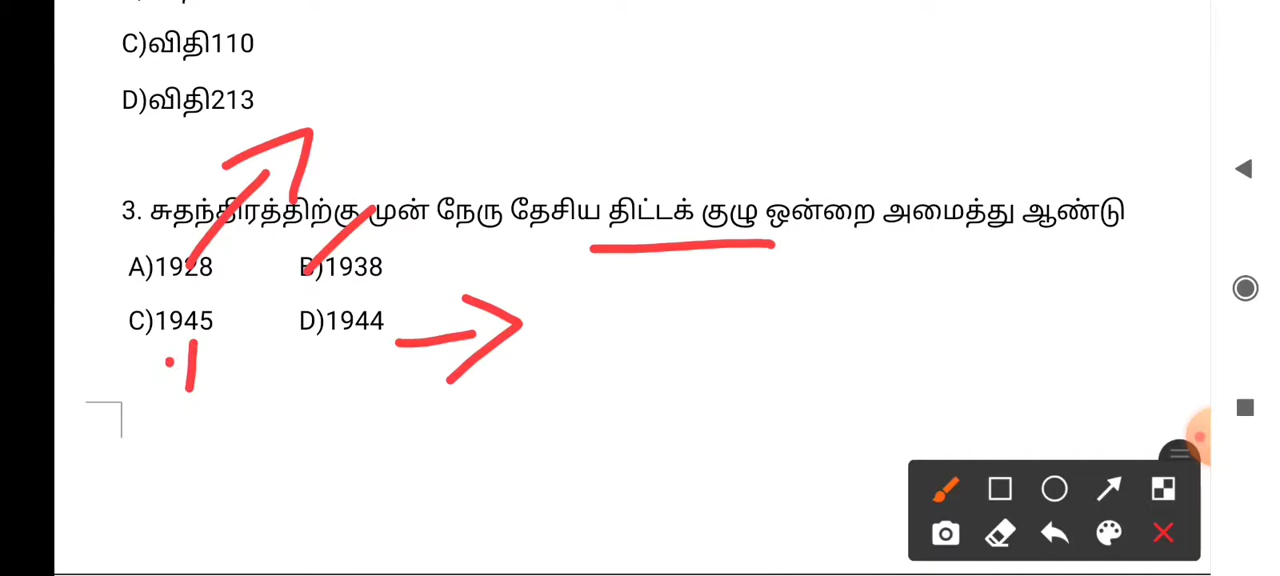 C)விதி110
D)விதி213
3. சுதந்திரத்திற்கு முன் நேரு தேசிய திட்டக் குழு ஒன்றை அமைத்து ஆண்டு
A)1928 B)1938
C)1945 D)1944